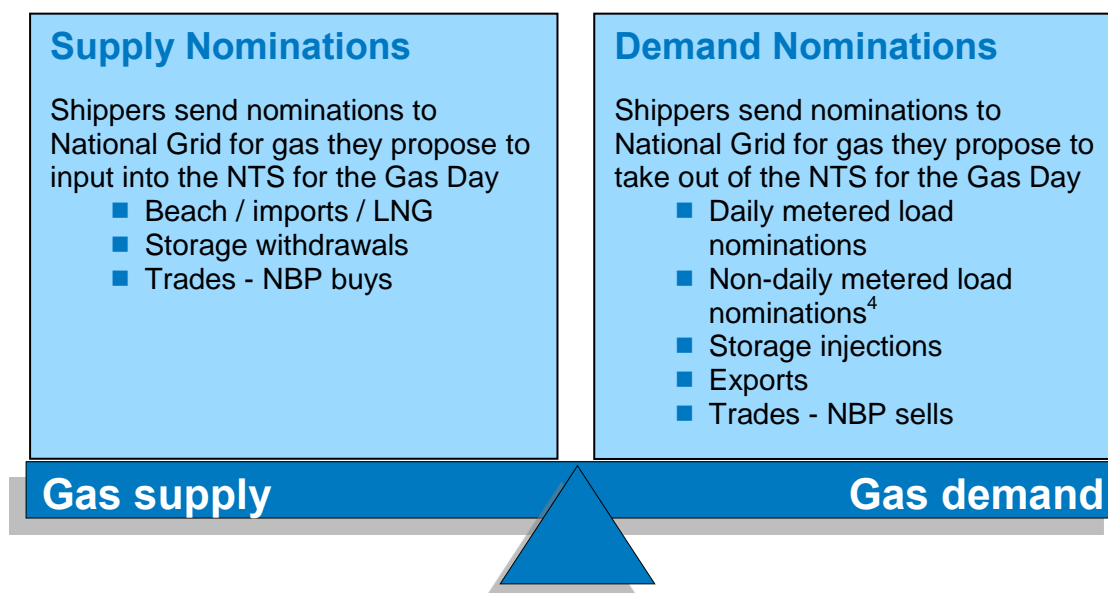 Supply Nominations
Shippers send nominations to
National Grid for gas they propose to
input into the NTS for the Gas Day
■ Beach / imports / LNG
■ Storage withdrawals
■ Trades - NBP buys
Demand Nominations
Shippers send nominations to
National Grid for gas they propose to
take out of the NTS for the Gas Day
■ Daily metered load
nominations
■ Non-daily metered load
nominations⁴
■ Storage injections
■ Exports
■ Trades - NBP sells
Gas supply
Gas demand